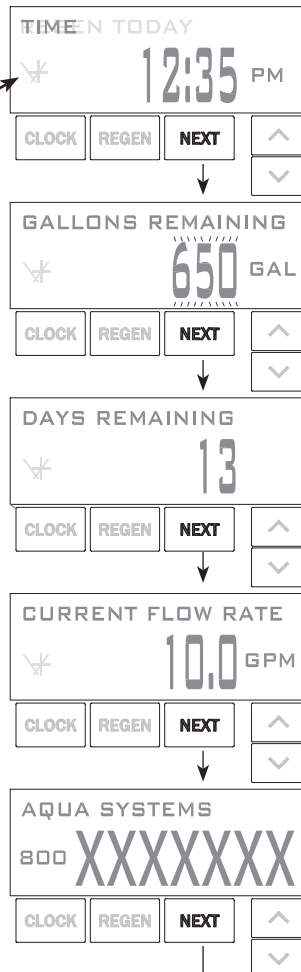 TIME REGEN TODAY
12:35 PM
CLOCK REGEN NEXT
GALLONS REMAINING
650 GAL
CLOCK REGEN NEXT
DAYS REMAINING
13
CLOCK REGEN NEXT
CURRENT FLOW RATE
10.0 GPM
CLOCK REGEN NEXT
AQUA SYSTEMS
800 XXXXXXX
CLOCK REGEN NEXT